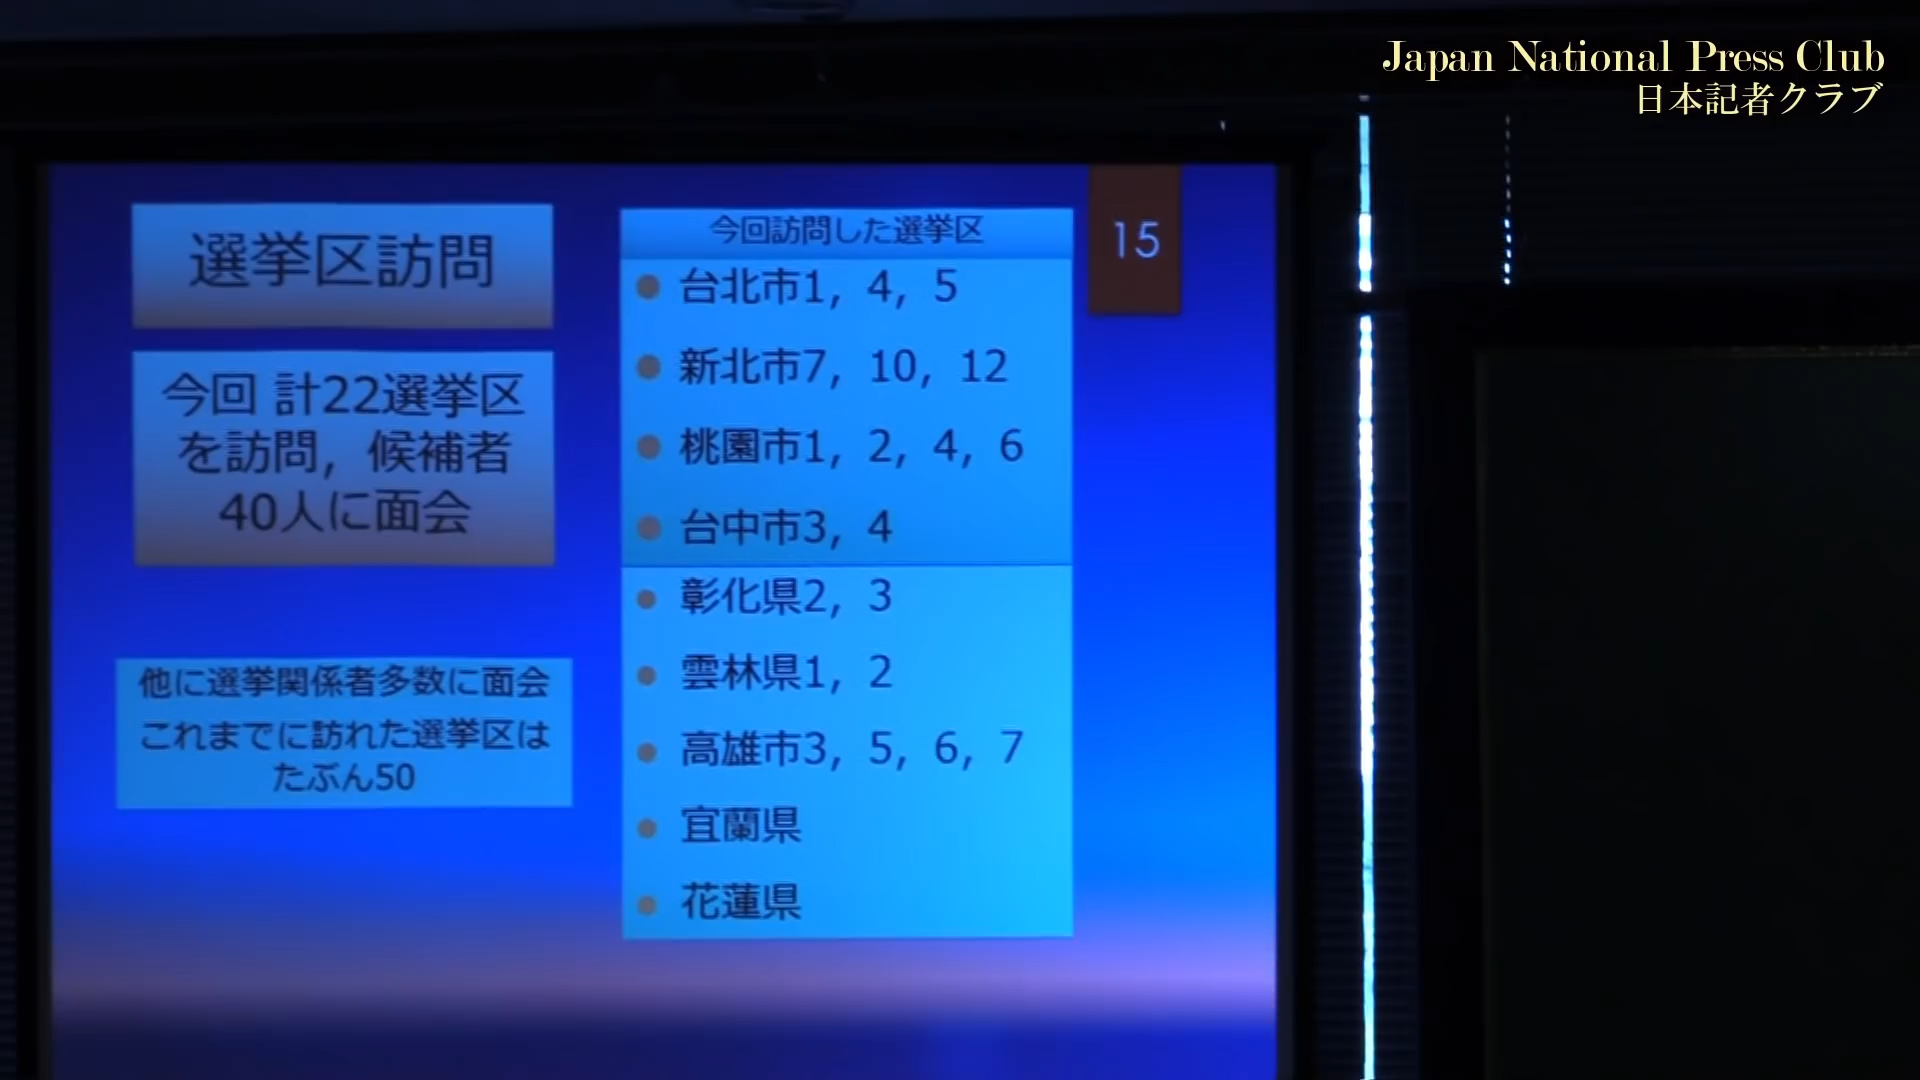 Japan National Press Club
日本記者クラブ
選挙区訪問
今回 計22選挙区
を訪問，候補者
40人に面会
他に選挙関係者多数に面会
これまでに訪れた選挙区は
たぶん50
今回訪問した選挙区
台北市1，4，5
新北市7，10，12
桃園市1，2，4，6
台中市3，4
彰化県2，3
雲林県1，2
高雄市3，5，6，7
宜蘭県
花蓮県
15